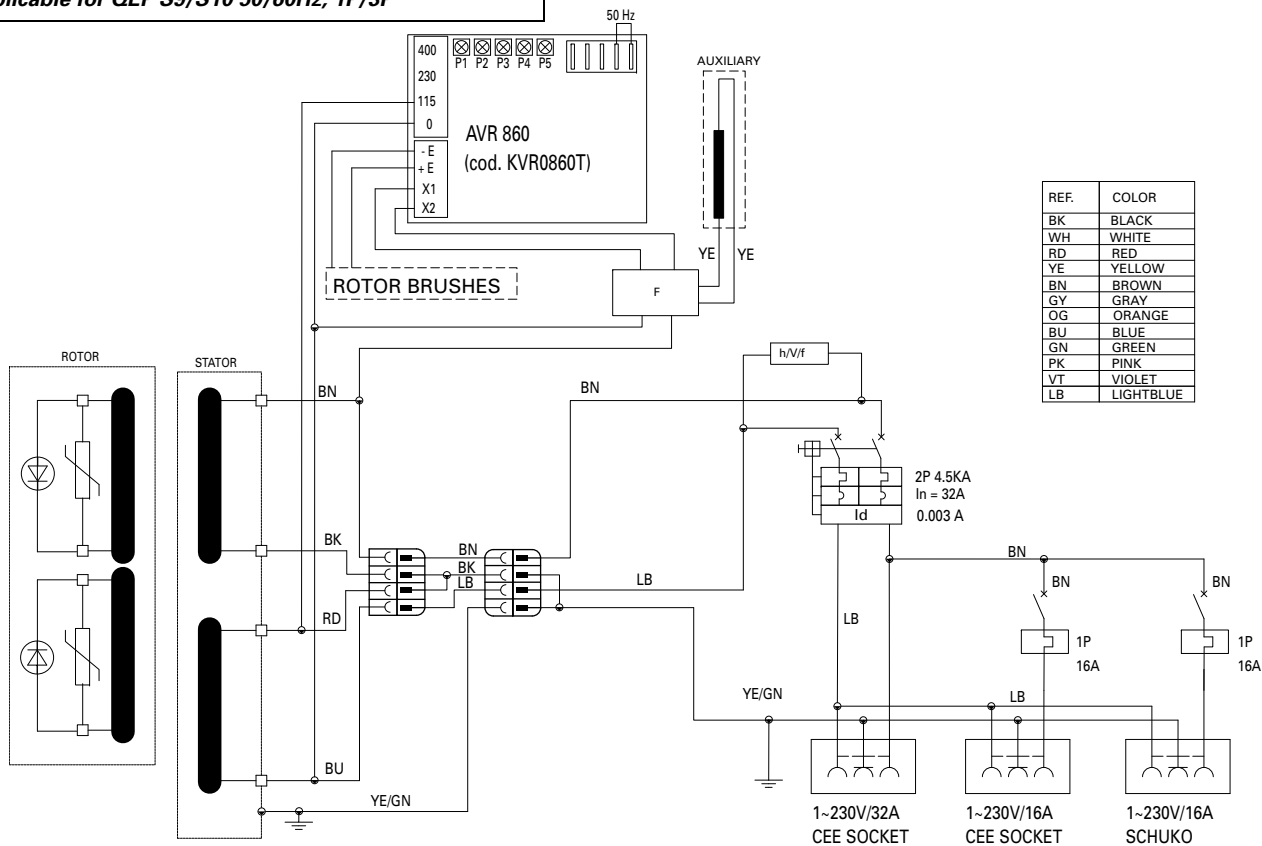 for QEP S9/S10 50/60Hz, 1P/3P
50 Hz
400
230
115
0
P1 P2 P3 P4 P5
AVR 860
(cod. KVR0860T)
- E
+ E
X1
X2
AUXILIARY
YE YE
F
ROTOR BRUSHES
REF. COLOR
BK BLACK
WH WHITE
RD RED
YE YELLOW
BN BROWN
GY GRAY
OG ORANGE
BU BLUE
GN GREEN
PK PINK
VT VIOLET
LB LIGHTBLUE
ROTOR
STATOR
BN
BK
RD
BU
YE/GN
BN
BK
LB
BN
LB
h/V/f
2P 4.5KA
In = 32A
Id 0.003 A
BN
BN
BN
LB
1P
16A
1P
16A
YE/GN
LB
1~230V/32A
CEE SOCKET
1~230V/16A
CEE SOCKET
1~230V/16A
SCHUKO